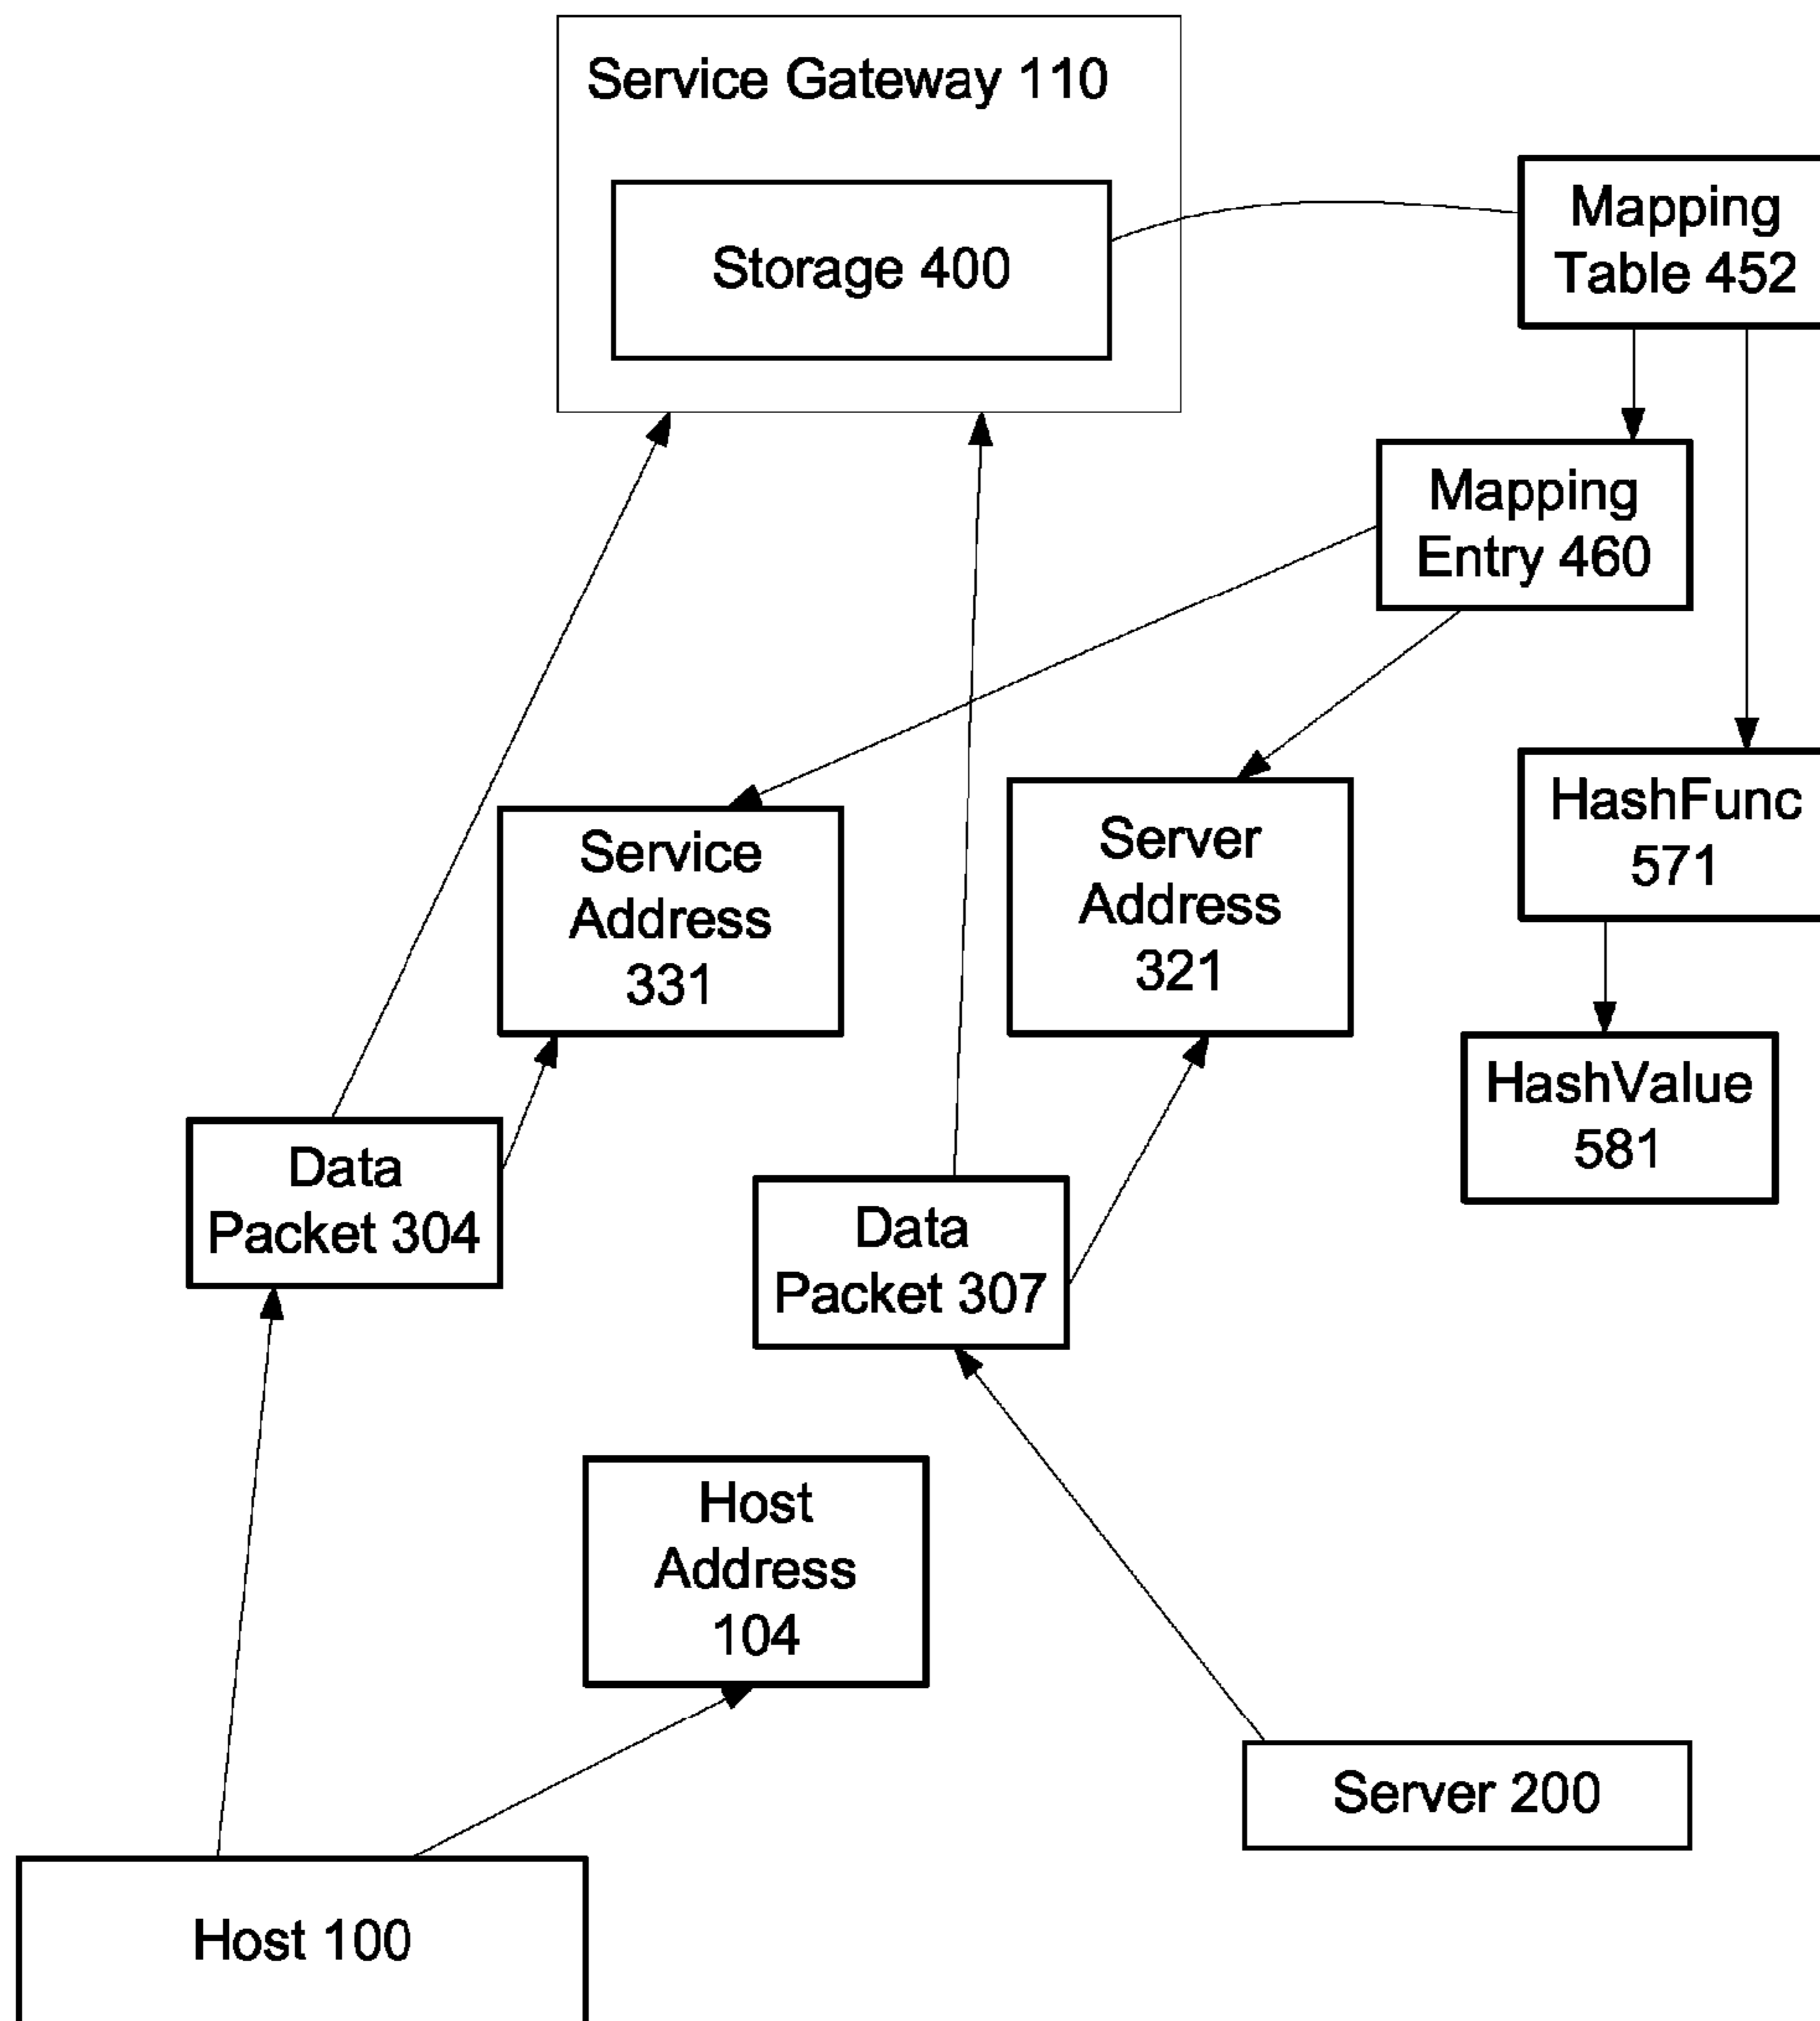 Service Gateway 110
Storage 400
Mapping
Table 452
Mapping
Entry 460
Service
Address
331
Server
Address
321
HashFunc
571
HashValue
581
Data
Packet 304
Data
Packet 307
Host
Address
104
Server 200
Host 100